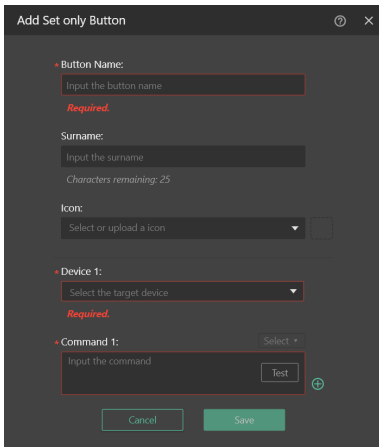 Add Set only Button
* Button Name:
Input the button name
Required.
Surname:
Input the surname
Characters remaining: 25
Icon:
Select or upload a icon
* Device 1:
Select the target device
Required.
* Command 1: Select
Input the command
Test
Cancel Save